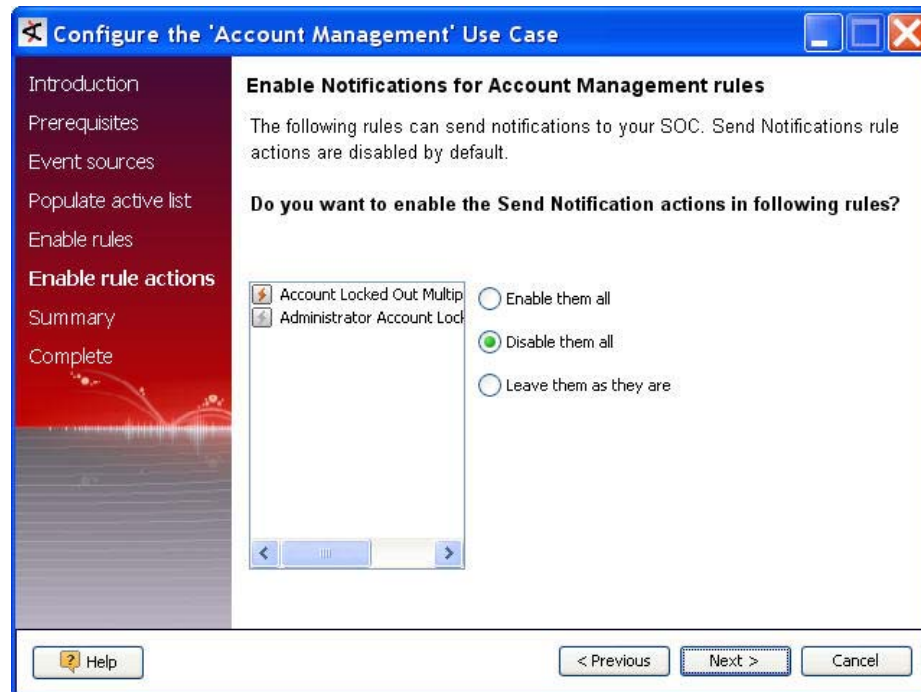 Configure the 'Account Management' Use Case
Introduction
Prerequisites
Event sources
Populate active list
Enable rules
Enable rule actions
Summary
Complete
Enable Notifications for Account Management rules
The following rules can send notifications to your SOC. Send Notifications rule
actions are disabled by default.
Do you want to enable the Send Notification actions in following rules?
Account Locked Out Multip
Administrator Account Lock
Enable them all
Disable them all
Leave them as they are
Help
< Previous
Next >
Cancel